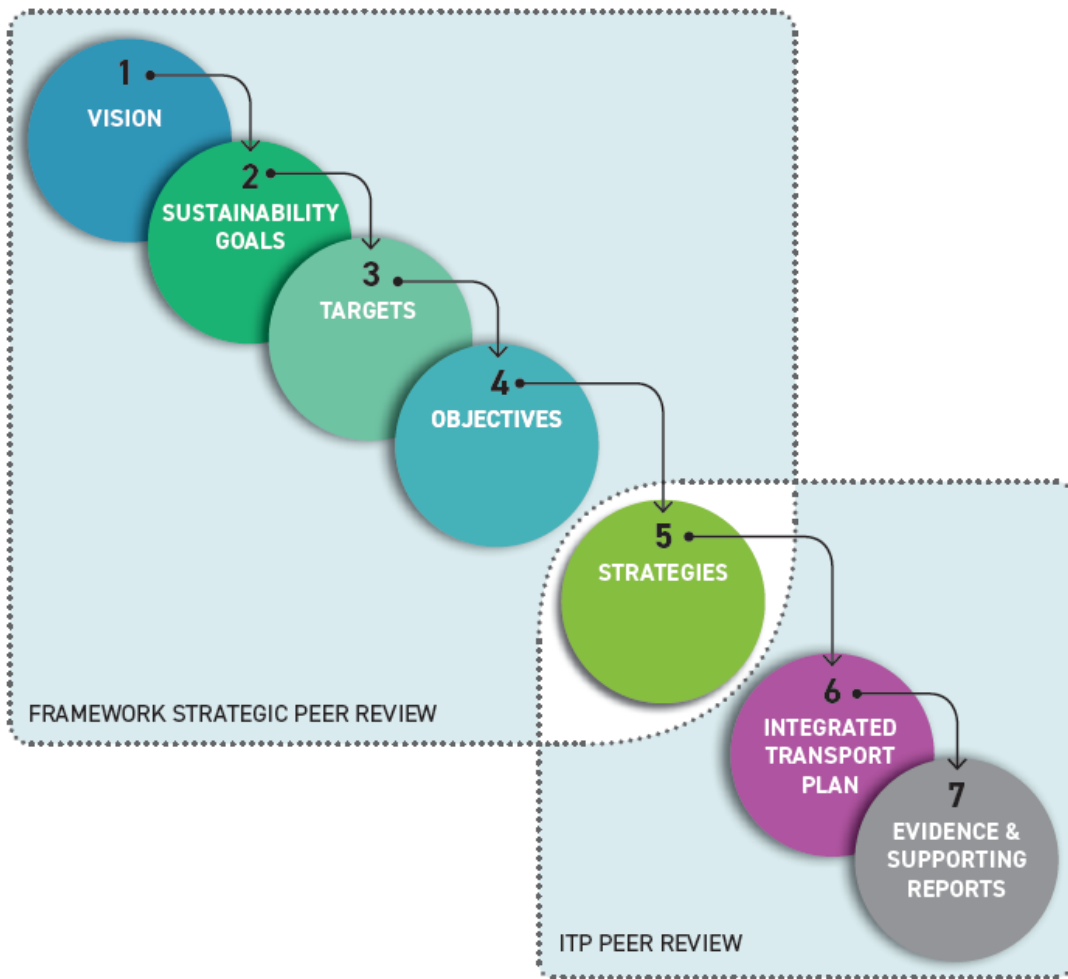 1
VISION
2
SUSTAINABILITY
GOALS
3
TARGETS
4
OBJECTIVES
5
STRATEGIES
FRAMEWORK STRATEGIC PEER REVIEW
6
INTEGRATED
TRANSPORT
PLAN
7
EVIDENCE &
SUPPORTING
REPORTS
ITP PEER REVIEW